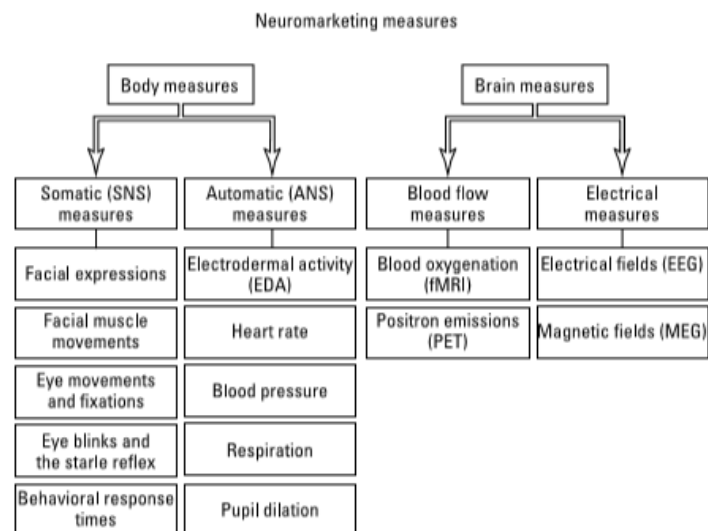 Neuromarketing measures
Body measures
Brain measures
Somatic (SNS)
measures
Automatic (ANS)
measures
Blood flow
measures
Electrical
measures
Facial expressions
Electrodermal activity
(EDA)
Blood oxygenation
(fMRI)
Electrical fields (EEG)
Facial muscle
movements
Heart rate
Positron emissions
(PET)
Magnetic fields (MEG)
Eye movements
and fixations
Blood pressure
Eye blinks and
the starle reflex
Respiration
Behavioral response
times
Pupil dilation